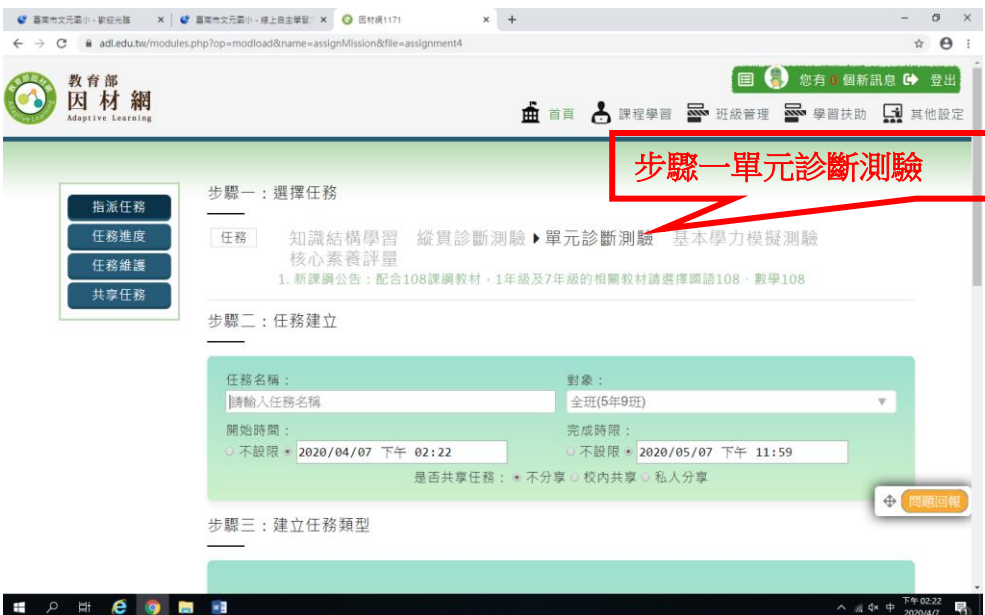 臺南市文元國小 - 歡迎光臨
臺南市文元國小 - 線上自主學習
因材網1171
adl.edu.tw/modules.php?op=modload&name=assignMission&file=assignment4
教育部
因材網
Adaptive Learning
您有 0 個新訊息 登出
首頁 課程學習 班級管理 學習扶助 其他設定
步驟一單元診斷測驗
指派任務
任務進度
任務維護
共享任務
步驟一：選擇任務
任務 知識結構學習 縱貫診斷測驗 單元診斷測驗 基本學力模擬測驗
核心素養評量
1. 新課綱公告：配合108課綱教材，1年級及7年級的相關教材請選擇國語108、數學108
步驟二：任務建立
任務名稱： 對象：
請輸入任務名稱 全班(5年9班)
開始時間： 完成時限：
不設限 2020/04/07 下午 02:22 不設限 2020/05/07 下午 11:59
是否共享任務： 不分享 校內共享 私人分享
問題回報
步驟三：建立任務類型
中
下午 02:22
2020/4/7